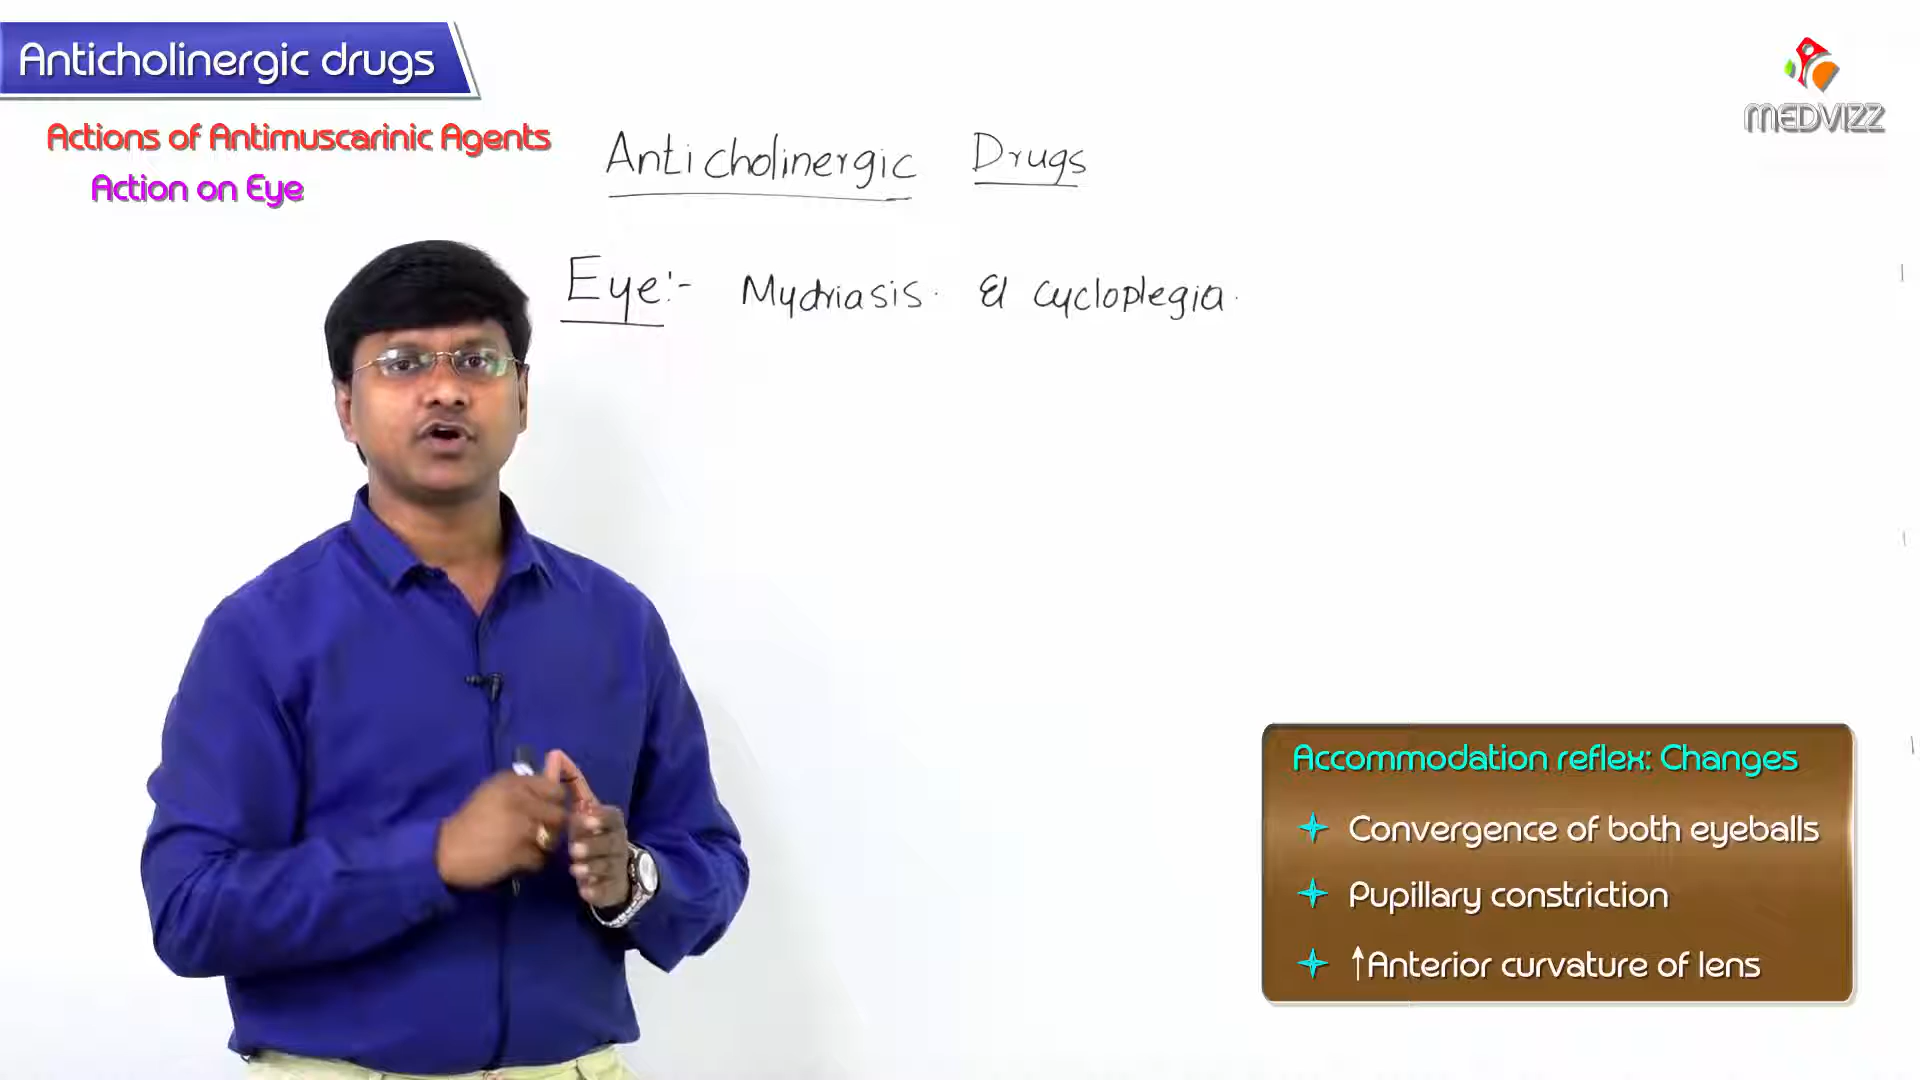 Anticholinergic drugs
Actions of Antimuscarinic Agents
Action on Eye
MEDVIZZ
Anticholinergic Drugs
Eye:- Mydriasis. & cycloplegia.
Accommodation reflex: Changes
Convergence of both eyeballs
Pupillary constriction
↑Anterior curvature of lens